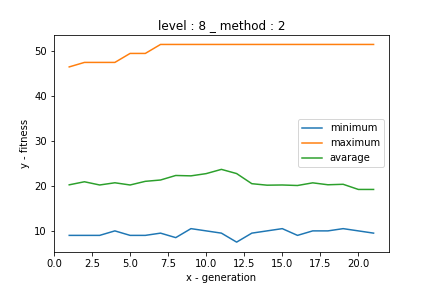 level : 8 _ method : 2
y - fitness
50
40
30
20
10
minimum
maximum
avarage
0.0 2.5 5.0 7.5 10.0 12.5 15.0 17.5 20.0
x - generation